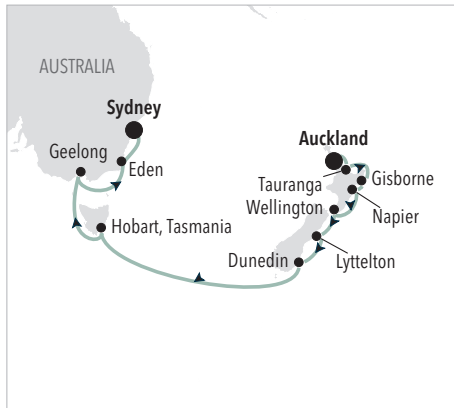 AUSTRALIA
Sydney
Geelong
Eden
Hobart, Tasmania
Auckland
Tauranga
Gisborne
Wellington
Napier
Dunedin
Lyttelton